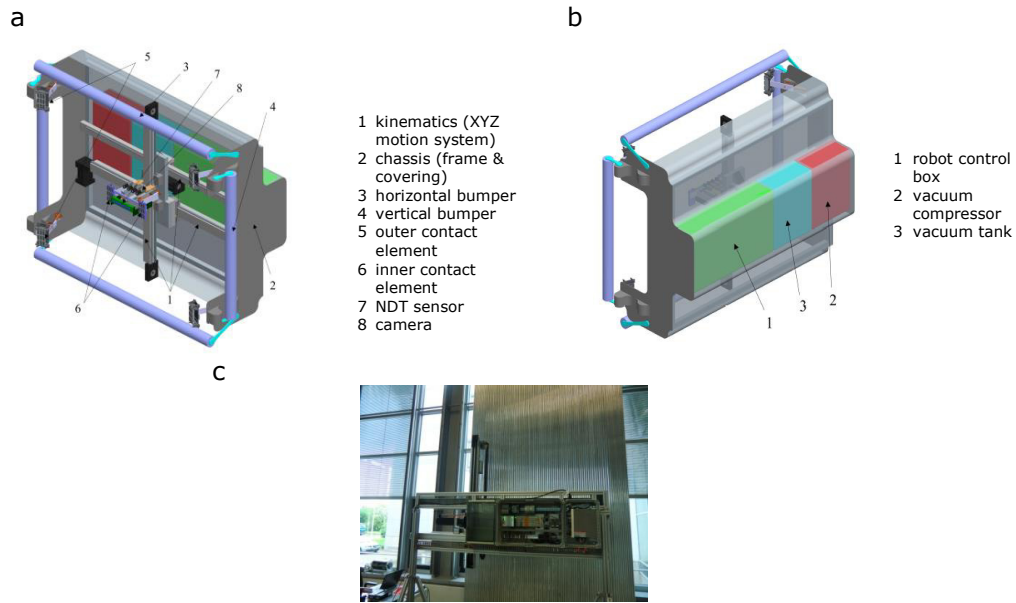 a
5
3
7
8
4
6
1
2
1 kinematics (XYZ
motion system)
2 chassis (frame &
covering)
3 horizontal bumper
4 vertical bumper
5 outer contact
element
6 inner contact
element
7 NDT sensor
8 camera
b
1
3
2
1 robot control
box
2 vacuum
compressor
3 vacuum tank
c